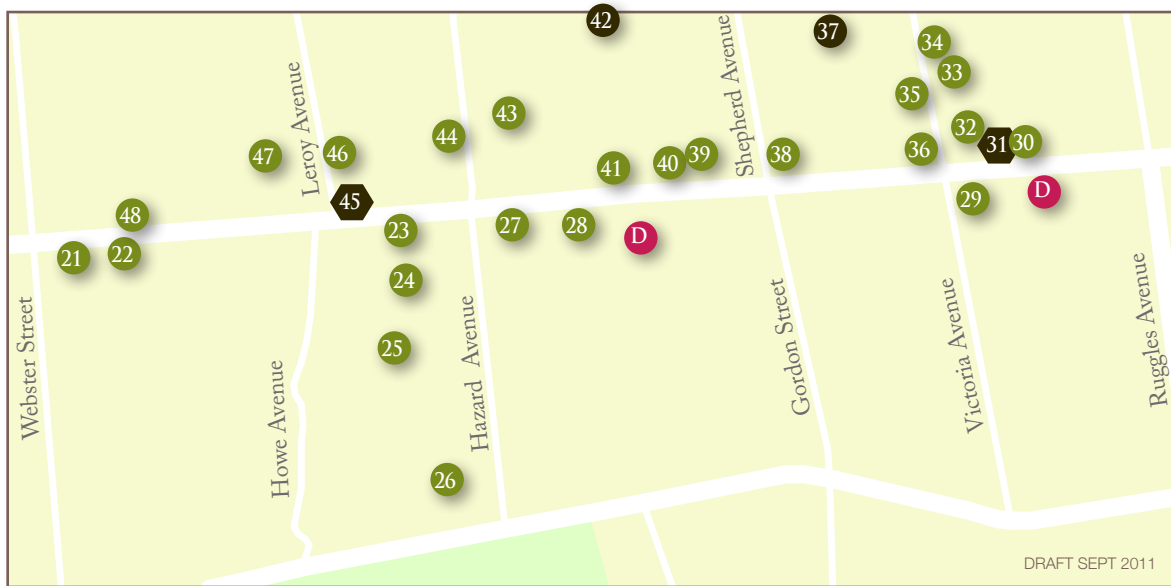 42
37
34
33
35
43
44
32
31
30
36
47
46
41
40
39
38
Leroy Avenue
Shepherd Avenue
45
29
D
48
23
27
28
D
21
22
24
25
26
Webster Street
Howe Avenue
Hazard Avenue
Gordon Street
Victoria Avenue
Ruggles Avenue
DRAFT SEPT 2011